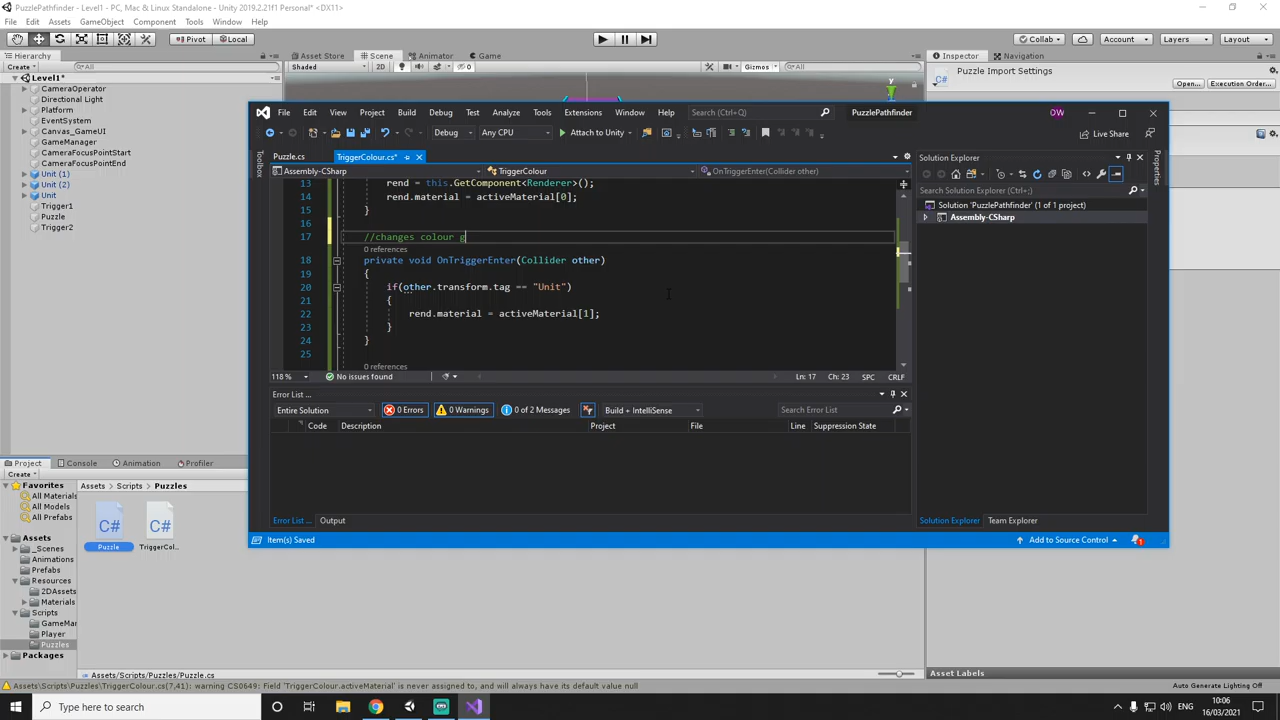 PuzzlePathfinder - Level1 - PC, Mac & Linux Standalone - Unity 2019.2.21f1 Personal* <DX11>
File Edit Assets GameObject Component Tools Window Help
Pivot Local Collab Account Layers Layout
Hierarchy Asset Store Scene Animator Game Inspector Navigation
Create All Shaded 2D 0 Gizmos All Puzzle Import Settings
Level1* Open... Execution Order...
CameraOperator
Directional Light
Platform
EventSystem
Canvas_GameUI
GameManager
CameraFocusPointStart
CameraFocusPointEnd
Unit (1)
Unit (2)
Unit
Trigger1
Puzzle
Trigger2
y
File Edit View Project Build Debug Test Analyze Tools Extensions Window Help Search (Ctrl+Q) PuzzlePathfinder OW
Debug Any CPU Attach to Unity Live Share
Toolbox
Properties
Puzzle.cs TriggerColour.cs*
Assembly-CSharp TriggerColour OnTriggerEnter(Collider other)
13 rend = this.GetComponent<Renderer>();
14 rend.material = activeMaterial[0];
15 }
16
17 //changes colour g
0 references
18 private void OnTriggerEnter(Collider other)
19 {
20 if(other.transform.tag == "Unit")
21 {
22 rend.material = activeMaterial[1];
23 }
24 }
25
0 references
118 % No issues found Ln: 17 Ch: 23 SPC CRLF
Solution Explorer
Search Solution Explorer (Ctrl+;)
Solution 'PuzzlePathfinder' (1 of 1 project)
Assembly-CSharp
Error List ...
Entire Solution 0 Errors 0 Warnings 0 of 2 Messages Build + IntelliSense Search Error List
Code Description Project File Line Suppression State
Error List ... Output Solution Explorer Team Explorer
Item(s) Saved Add to Source Control 1
Project Console Animation Profiler
Create
Favorites
All Materials
All Models
All Prefabs
Assets
_Scenes
Animations
Prefabs
Resources
2DAssets
Materials
Scripts
GameMan
Player
Puzzles
Packages
Assets Scripts Puzzles
C# C#
Puzzle TriggerCol...
Assets/Scripts/Puzzles/Puzzle.cs Asset Labels
Assets\Scripts\Puzzles\TriggerColour.cs(7,41): warning CS0649: Field 'TriggerColour.activeMaterial' is never assigned to, and will always have its default value null Auto Generate Lighting Off
Type here to search
10:06
16/03/2021